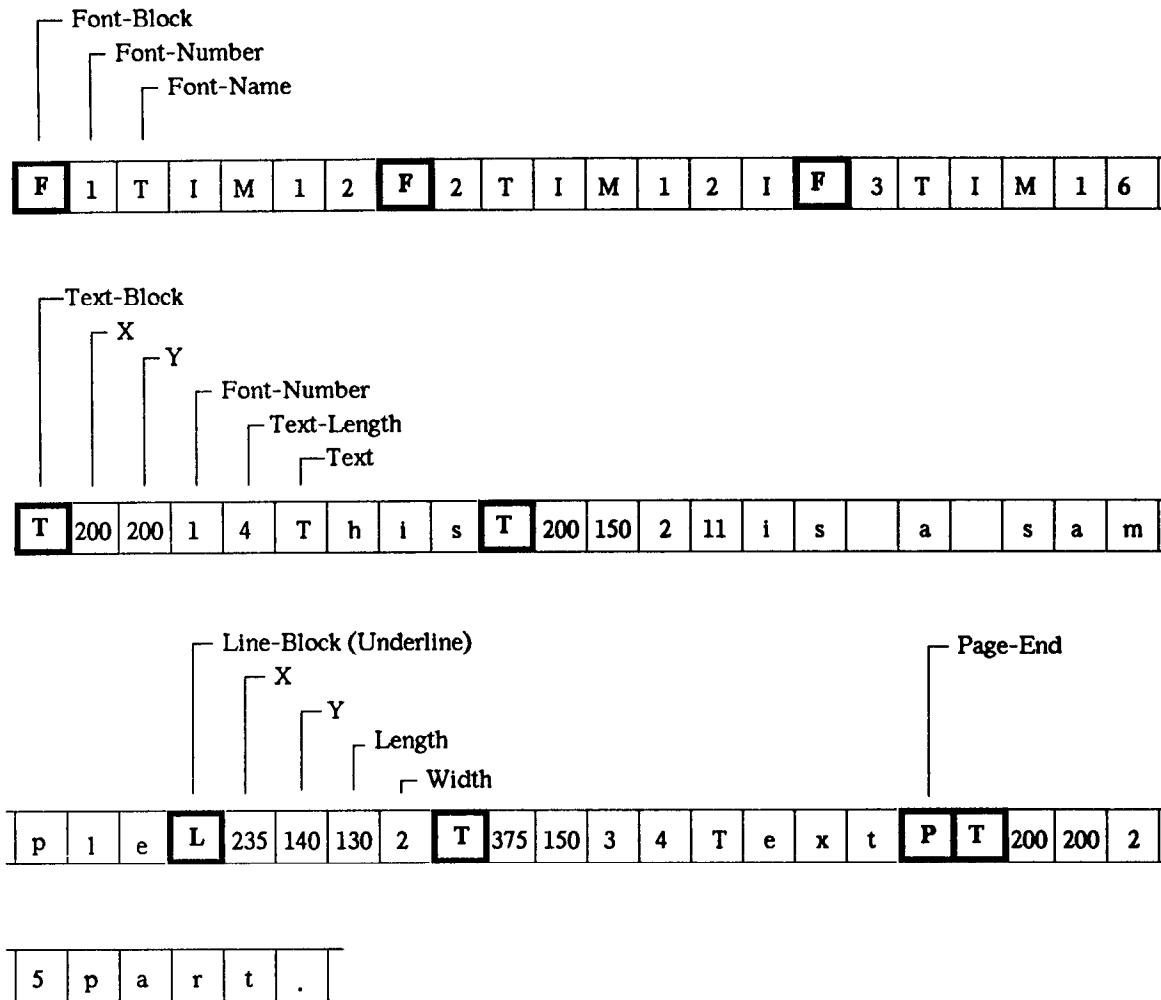 Font-Block
Font-Number
Font-Name
F 1 T I M 1 2 F 2 T I M 1 2 I F 3 T I M 1 6
Text-Block
X
Y
Font-Number
Text-Length
Text
T 200 200 1 4 T h i s T 200 150 2 11 i s a s a m
Line-Block (Underline)
Page-End
X
Y
Length
Width
p l e L 235 140 130 2 T 375 150 3 4 T e x t P T 200 200 2
5 p a r t .